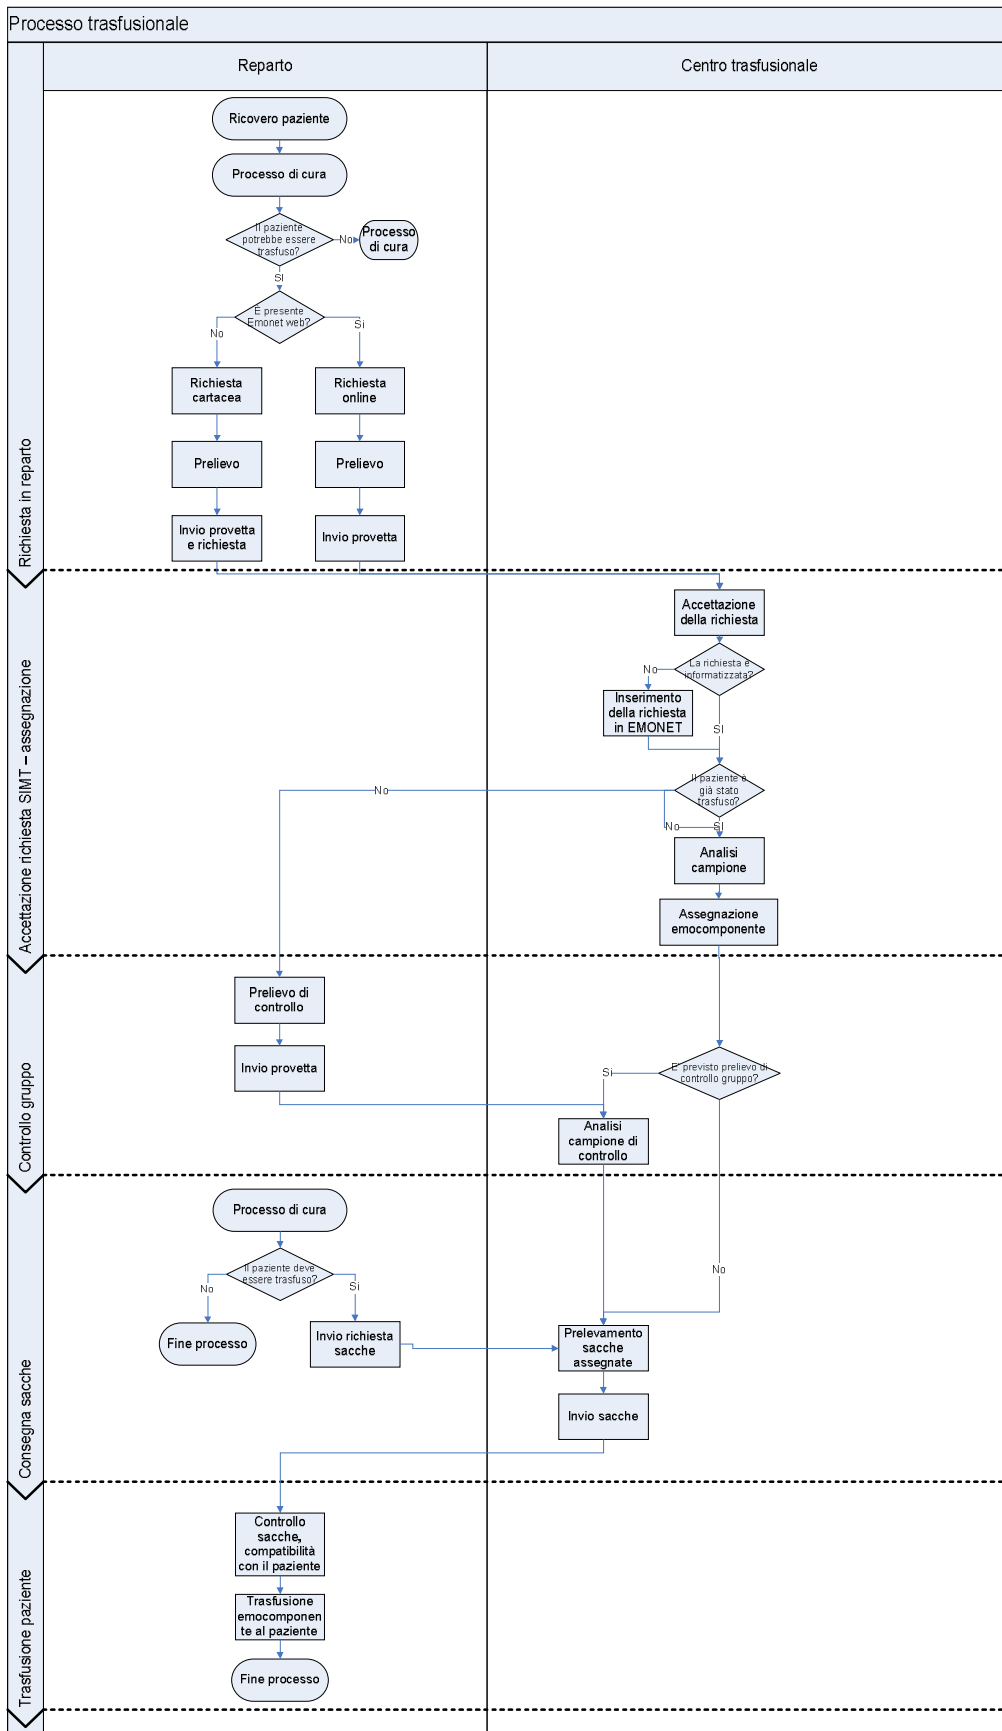 Processo trasfusionale
Reparto
Centro trasfusionale
Richiesta in reparto
Ricovero paziente
Processo di cura
Il paziente
potrebbe essere
trasfuso?
No
Processo
di cura
SI
È presente
Emonet web?
No
Si
Richiesta
cartacea
Richiesta
online
Prelievo
Prelievo
Invio provetta
e richiesta
Invio provetta
Accettazione richiesta SIMT – assegnazione
Accettazione
della richiesta
La richiesta è
informatizzata?
No
Inserimento
della richiesta
in EMONET
SI
Il paziente è
già stato
trasfuso?
No
No
SI
Analisi
campione
Assegnazione
emocomponente
Controllo gruppo
Prelievo di
controllo
Invio provetta
E' previsto prelievo di
controllo gruppo?
Si
Analisi
campione di
controllo
No
Consegna sacche
Processo di cura
Il paziente deve
essere trasfuso?
No
Si
Fine processo
Invio richiesta
sacche
Prelevamento
sacche
assegnate
Invio sacche
Trasfusione paziente
Controllo
sacche,
compatibilità
con il paziente
Trasfusione
emocomponen
te al paziente
Fine processo